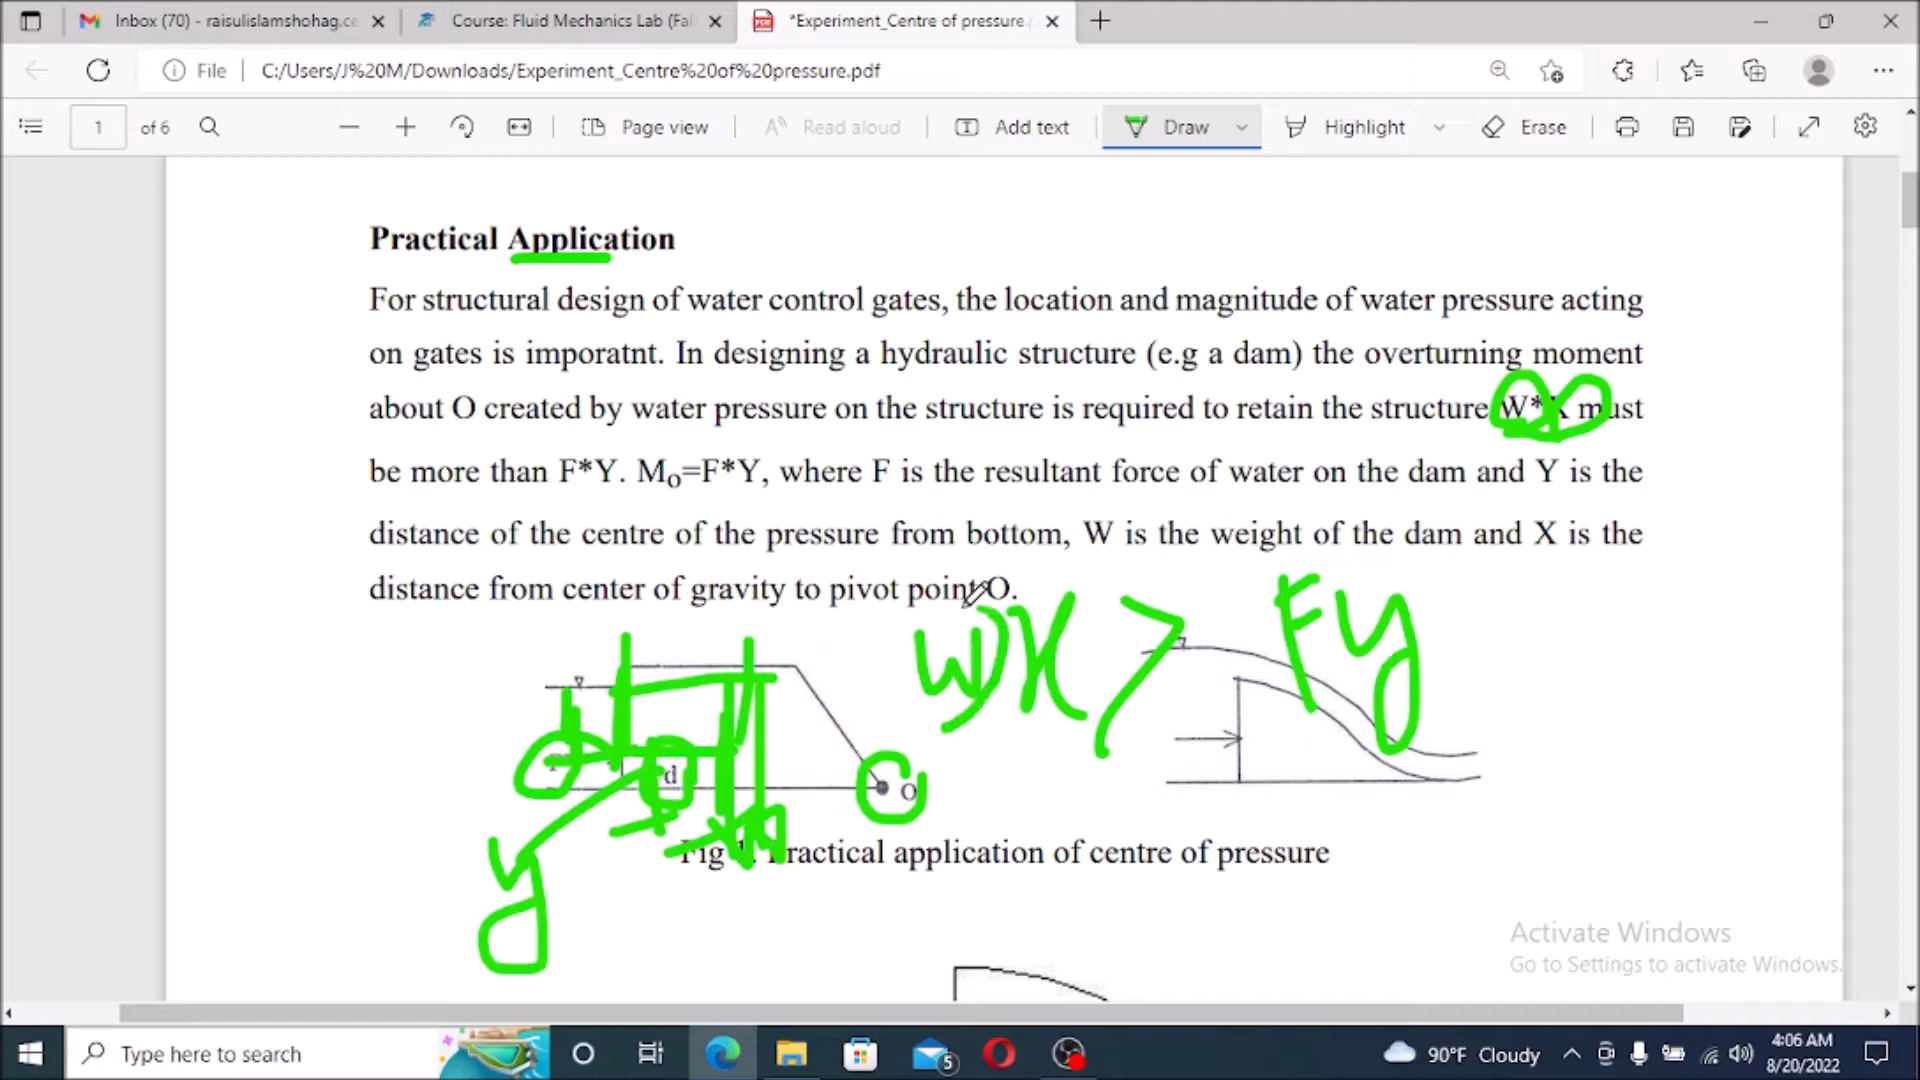 Inbox (70) - raisulislamshohag.ce
Course: Fluid Mechanics Lab (Fal
*Experiment_Centre of pressure.
File
C:/Users/J%20M/Downloads/Experiment_Centre%20of%20pressure.pdf
1 of 6
Page view
Read aloud
Add text
Draw
Highlight
Erase
Practical Application
For structural design of water control gates, the location and magnitude of water pressure acting
on gates is imporatnt. In designing a hydraulic structure (e.g a dam) the overturning moment
about O created by water pressure on the structure is required to retain the structure W*X must
be more than F*Y. Mo=F*Y, where F is the resultant force of water on the dam and Y is the
distance of the centre of the pressure from bottom, W is the weight of the dam and X is the
distance from center of gravity to pivot point O.
WX > Fy
d
O
y
Fig 1. Practical application of centre of pressure
Activate Windows
Go to Settings to activate Windows.
Type here to search
5
90°F Cloudy
4:06 AM
8/20/2022